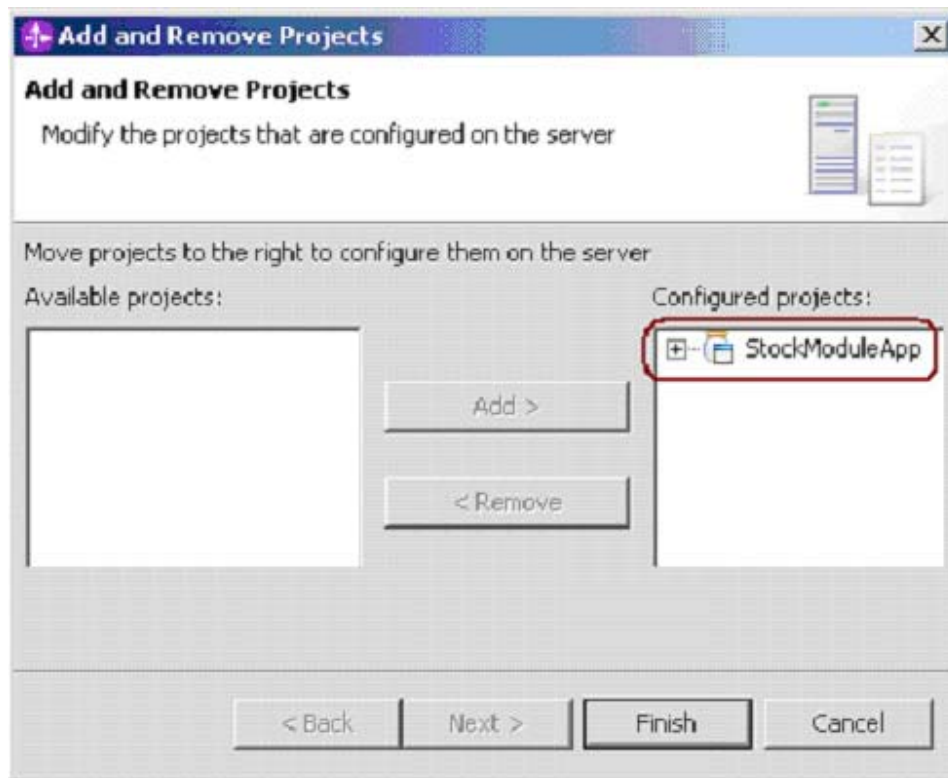 Add and Remove Projects
Add and Remove Projects
Modify the projects that are configured on the server
Move projects to the right to configure them on the server
Available projects:
Configured projects:
StockModuleApp
Add >
< Remove
< Back
Next >
Finish
Cancel